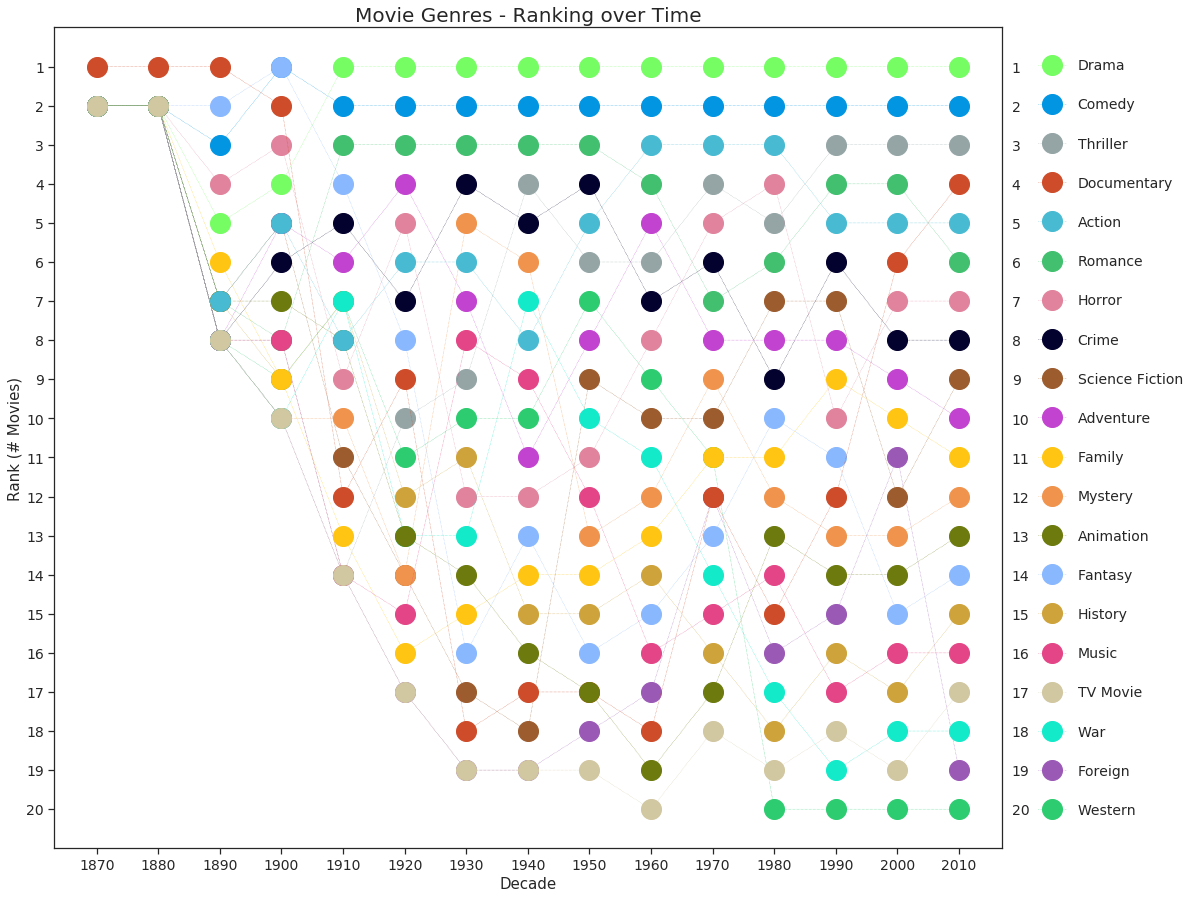 Movie Genres - Ranking over Time
Rank (# Movies)
1 1 Drama
2 2 Comedy
3 3 Thriller
4 4 Documentary
5 5 Action
6 6 Romance
7 7 Horror
8 8 Crime
9 9 Science Fiction
10 10 Adventure
11 11 Family
12 12 Mystery
13 13 Animation
14 14 Fantasy
15 15 History
16 16 Music
17 17 TV Movie
18 18 War
19 19 Foreign
20 20 Western
1870 1880 1890 1900 1910 1920 1930 1940 1950 1960 1970 1980 1990 2000 2010
Decade